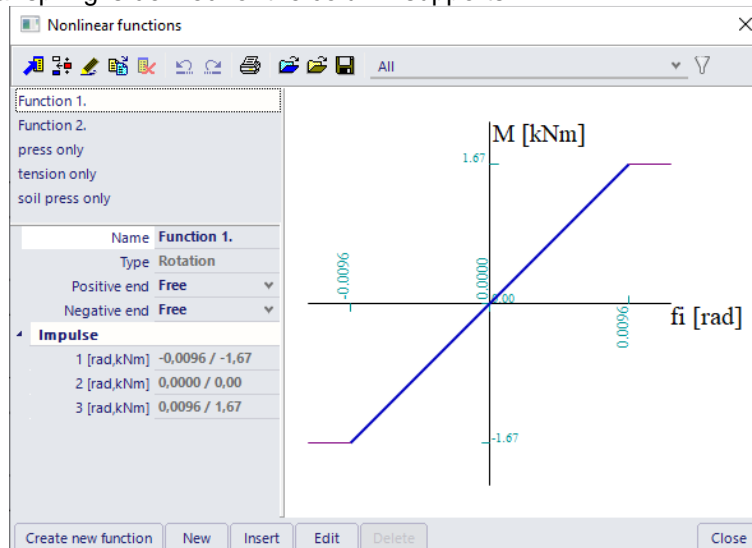 Nonlinear functions
All
Function 1.
Function 2.
press only
tension only
soil press only
Name Function 1.
Type Rotation
Positive end Free
Negative end Free
Impulse
1 [rad,kNm] -0,0096 / -1,67
2 [rad,kNm] 0,0000 / 0,00
3 [rad,kNm] 0,0096 / 1,67
M [kNm]
1.67
-0.0096
0.0000
0.00
0.0096
fi [rad]
-1.67
Create new function New Insert Edit Delete Close